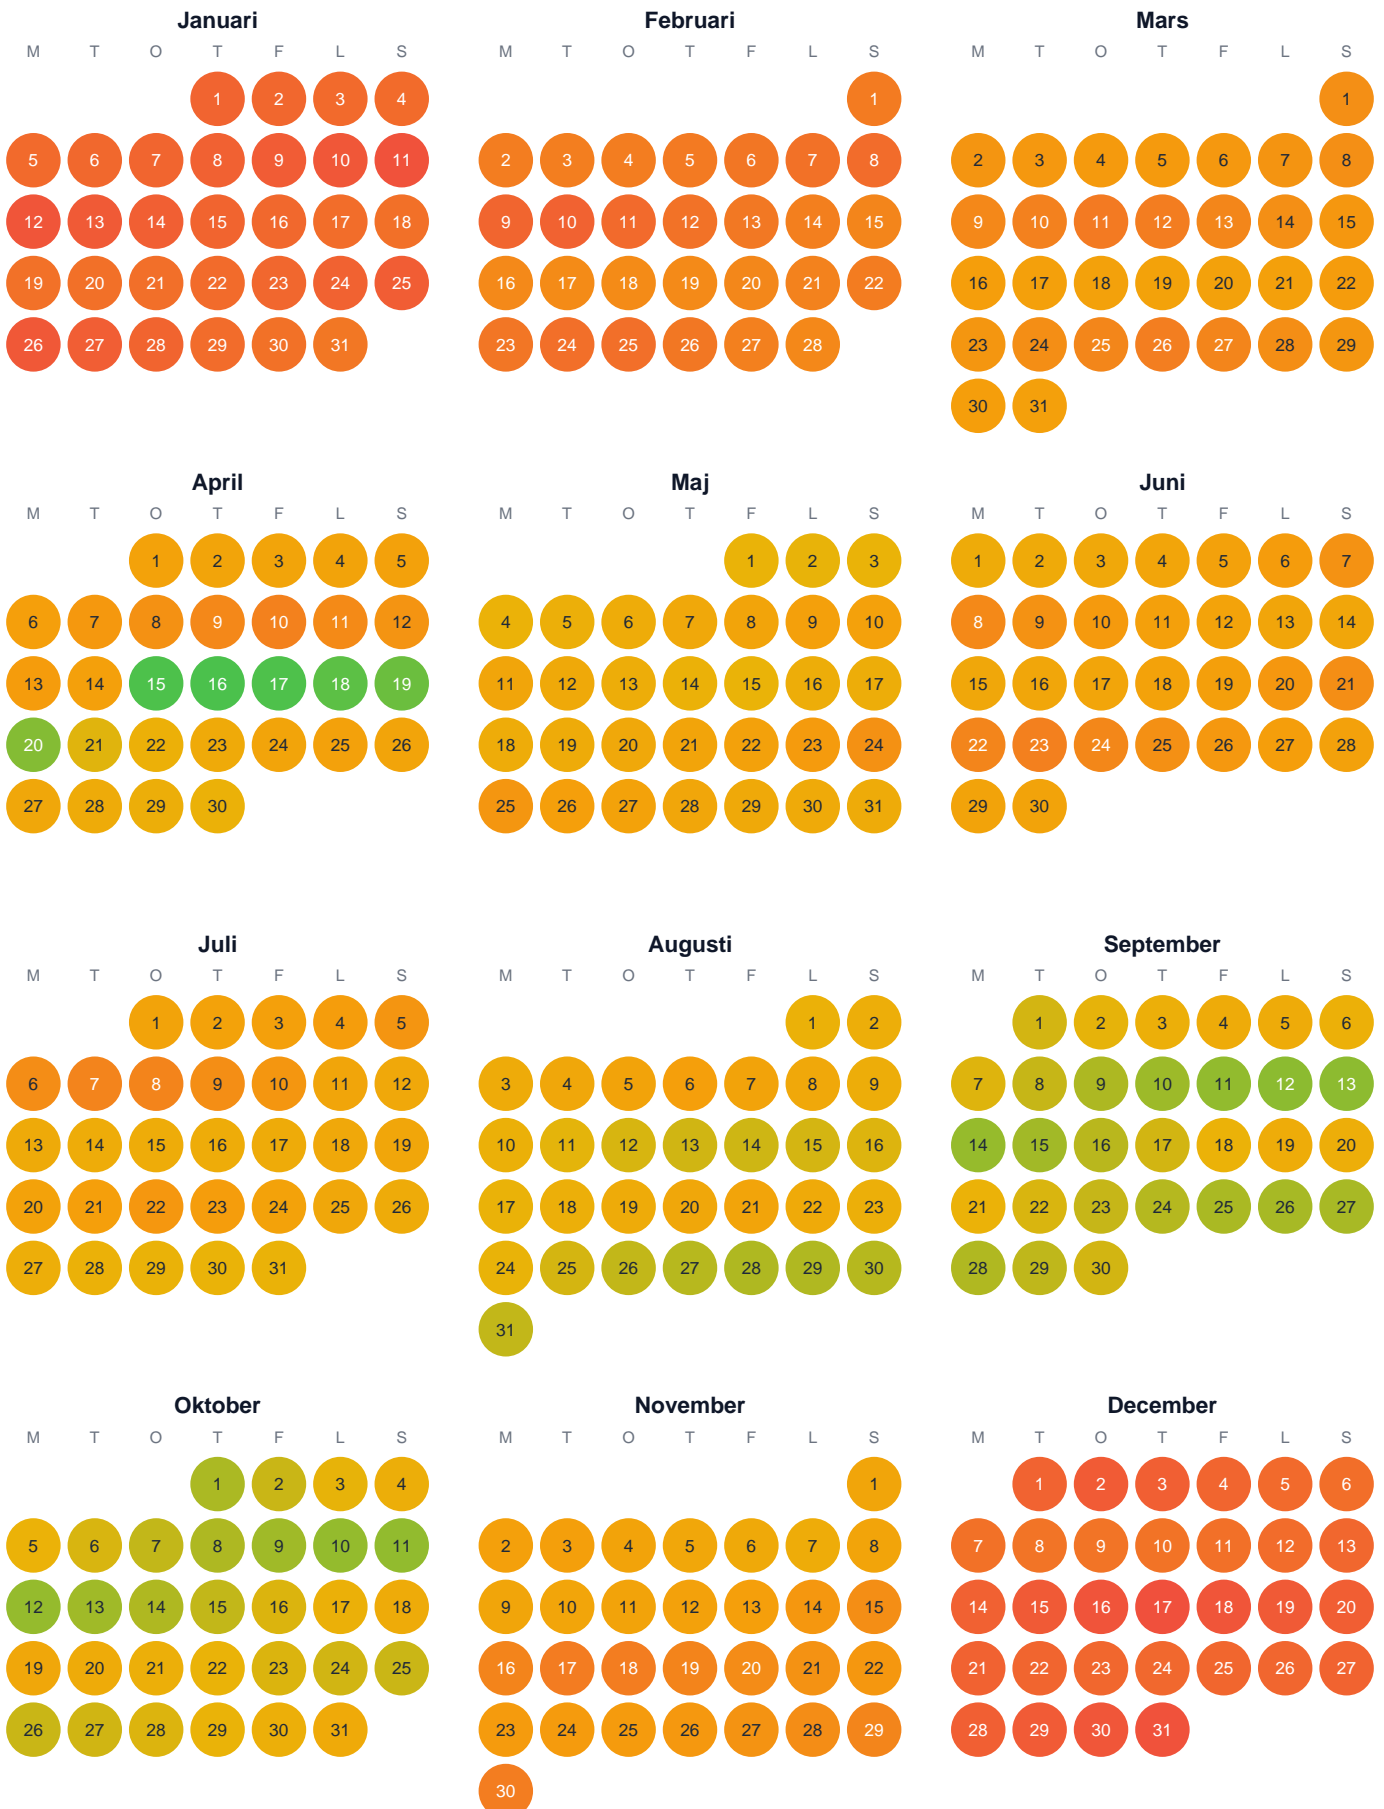 Januari Februari Mars
M T O T F L S M T O T F L S M T O T F L S
1 2 3 4 1 1
5 6 7 8 9 10 11 2 3 4 5 6 7 8 2 3 4 5 6 7 8
12 13 14 15 16 17 18 9 10 11 12 13 14 15 9 10 11 12 13 14 15
19 20 21 22 23 24 25 16 17 18 19 20 21 22 16 17 18 19 20 21 22
26 27 28 29 30 31 23 24 25 26 27 28 23 24 25 26 27 28 29
30 31
April Maj Juni
M T O T F L S M T O T F L S M T O T F L S
1 2 3 4 5 1 2 3 1 2 3 4 5 6 7
6 7 8 9 10 11 12 4 5 6 7 8 9 10 8 9 10 11 12 13 14
13 14 15 16 17 18 19 11 12 13 14 15 16 17 15 16 17 18 19 20 21
20 21 22 23 24 25 26 18 19 20 21 22 23 24 22 23 24 25 26 27 28
27 28 29 30 25 26 27 28 29 30 31 29 30
Juli Augusti September
M T O T F L S M T O T F L S M T O T F L S
1 2 3 4 5 1 2 1 2 3 4 5 6
6 7 8 9 10 11 12 3 4 5 6 7 8 9 7 8 9 10 11 12 13
13 14 15 16 17 18 19 10 11 12 13 14 15 16 14 15 16 17 18 19 20
20 21 22 23 24 25 26 17 18 19 20 21 22 23 21 22 23 24 25 26 27
27 28 29 30 31 24 25 26 27 28 29 30 28 29 30
31
Oktober November December
M T O T F L S M T O T F L S M T O T F L S
1 2 3 4 1 1 2 3 4 5 6
5 6 7 8 9 10 11 2 3 4 5 6 7 8 7 8 9 10 11 12 13
12 13 14 15 16 17 18 9 10 11 12 13 14 15 14 15 16 17 18 19 20
19 20 21 22 23 24 25 16 17 18 19 20 21 22 21 22 23 24 25 26 27
26 27 28 29 30 31 23 24 25 26 27 28 29 28 29 30 31
30